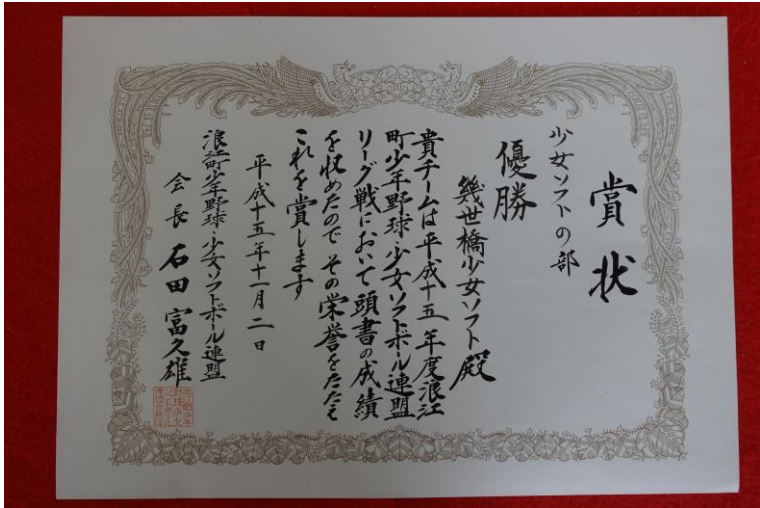 賞状
少女ソフトの部
優勝
幾世橋少女ソフト殿
貴チームは平成十五年度浪江
町少年野球・少女ソフトボール連盟
リーグ戦において頭書の成績
を収めたので その栄誉をたたえ
これを賞します
平成十五年十一月二日
浪江町少年野球・少女ソフトボール連盟
会長 石田富久雄